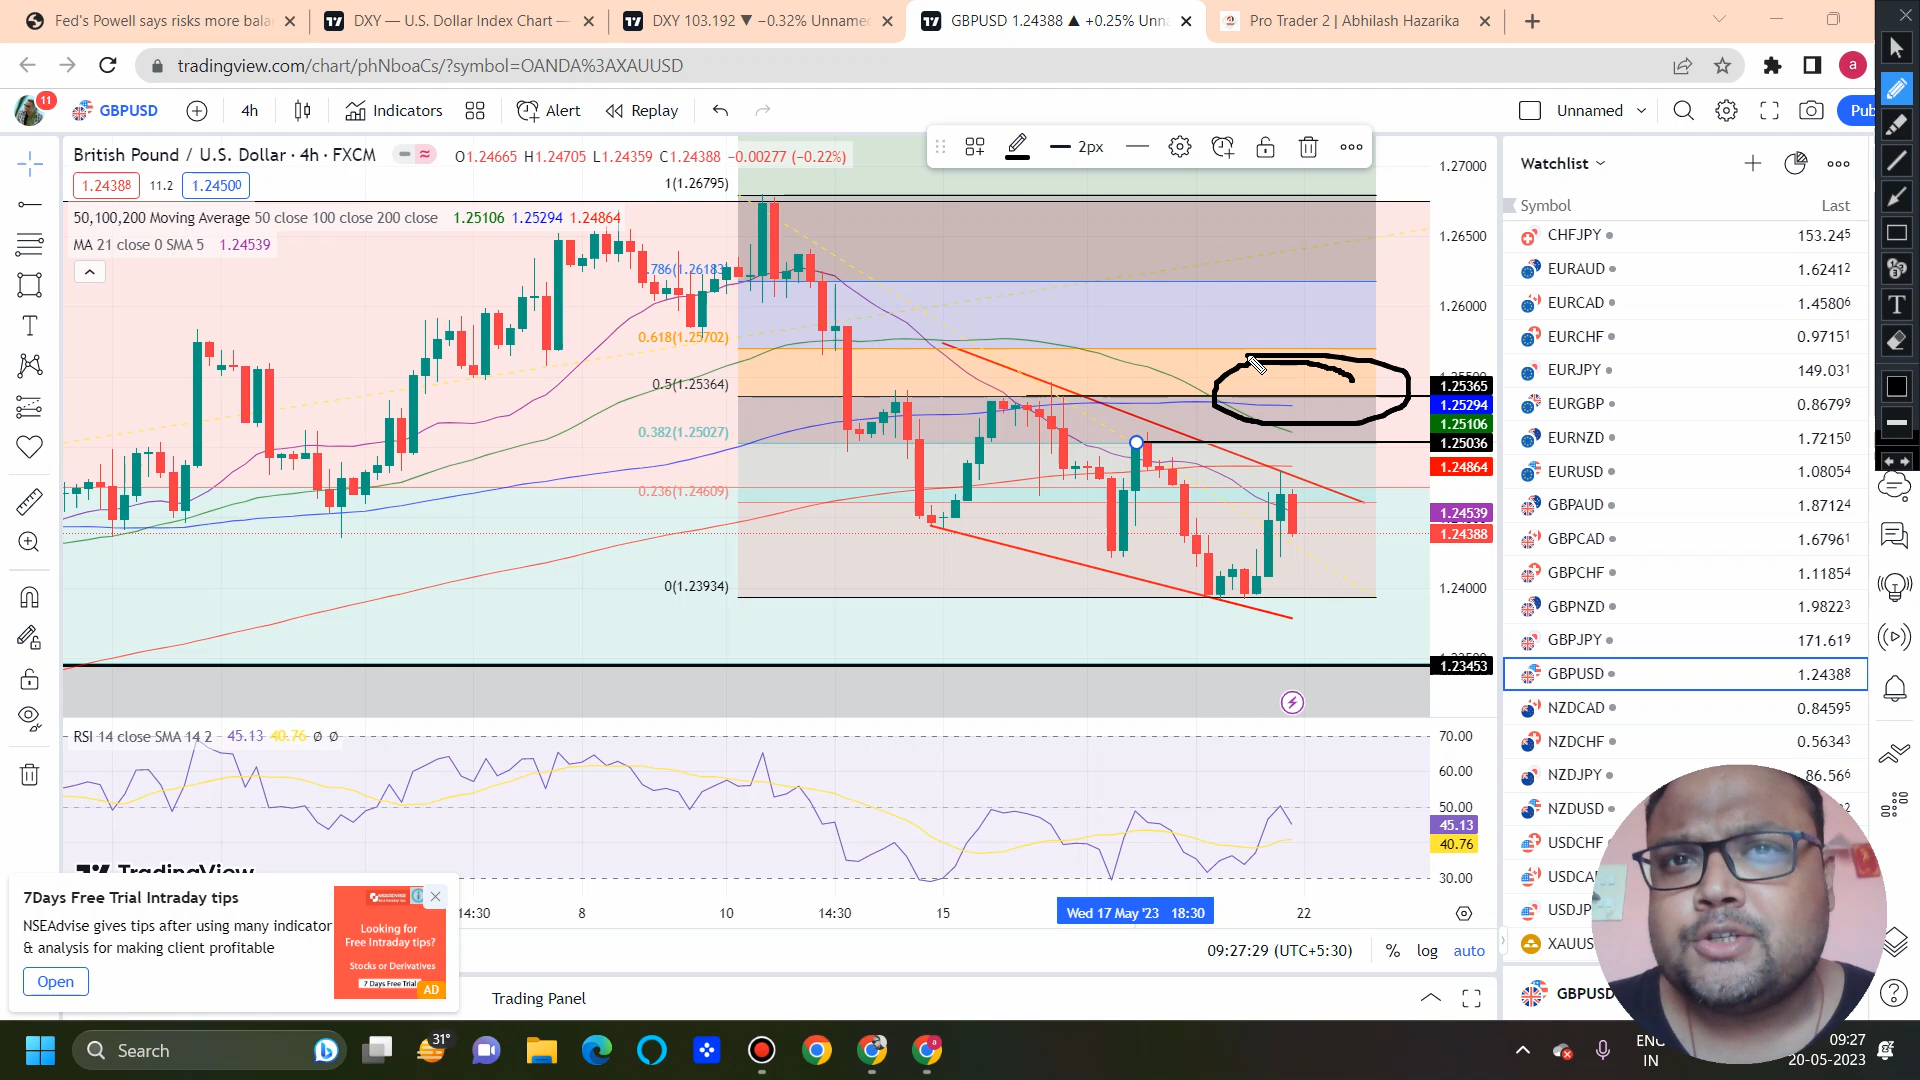 Fed's Powell says risks more bala
DXY — U.S. Dollar Index Chart —
DXY 103.192 ▼ −0.32% Unname
GBPUSD 1.24388 ▲ +0.25% Unn
Pro Trader 2 | Abhilash Hazarika
tradingview.com/chart/phNboaCs/?symbol=OANDA%3AXAUUSD
a
11
GBPUSD
4h
Indicators
Alert
Replay
Unnamed
Pub
British Pound / U.S. Dollar · 4h · FXCM
O1.24665 H1.24705 L1.24359 C1.24388 −0.00277 (−0.22%)
2px
1.24388
11.2
1.24500
50,100,200 Moving Average 50 close 100 close 200 close 1.25106 1.25294 1.24864
MA 21 close 0 SMA 5 1.24539
1(1.26795)
.786(1.26183)
0.618(1.25702)
0.5(1.25364)
0.382(1.25027)
0.236(1.24609)
0(1.23934)
1.27000
1.26500
1.26000
1.25365
1.25294
1.25106
1.25036
1.24864
1.24539
1.24388
1.24000
1.23453
RSI 14 close SMA 14 2 45.13 40.76 Ø Ø
70.00
60.00
50.00
45.13
40.76
30.00
TradingView
14:30
8
10
14:30
15
Wed 17 May '23 18:30
22
09:27:29 (UTC+5:30)
%
log
auto
Trading Panel
7Days Free Trial Intraday tips
NSEAdvise gives tips after using many indicator
& analysis for making client profitable
Open
Looking for
Free Intraday tips?
Stocks or Derivatives
7 Days Free Trial
AD
Watchlist
Symbol
Last
CHFJPY 153.245
EURAUD 1.62412
EURCAD 1.45806
EURCHF 0.97151
EURJPY 149.031
EURGBP 0.86799
EURNZD 1.72150
EURUSD 1.08054
GBPAUD 1.87124
GBPCAD 1.67961
GBPCHF 1.11854
GBPNZD 1.98223
GBPJPY 171.619
GBPUSD 1.24388
NZDCAD 0.84595
NZDCHF 0.56343
NZDJPY 86.566
NZDUSD
USDCHF
USDCA
USDJP
XAUUS
GBPUSD
T
Search
31°
ENG
IN
09:27
20-05-2023